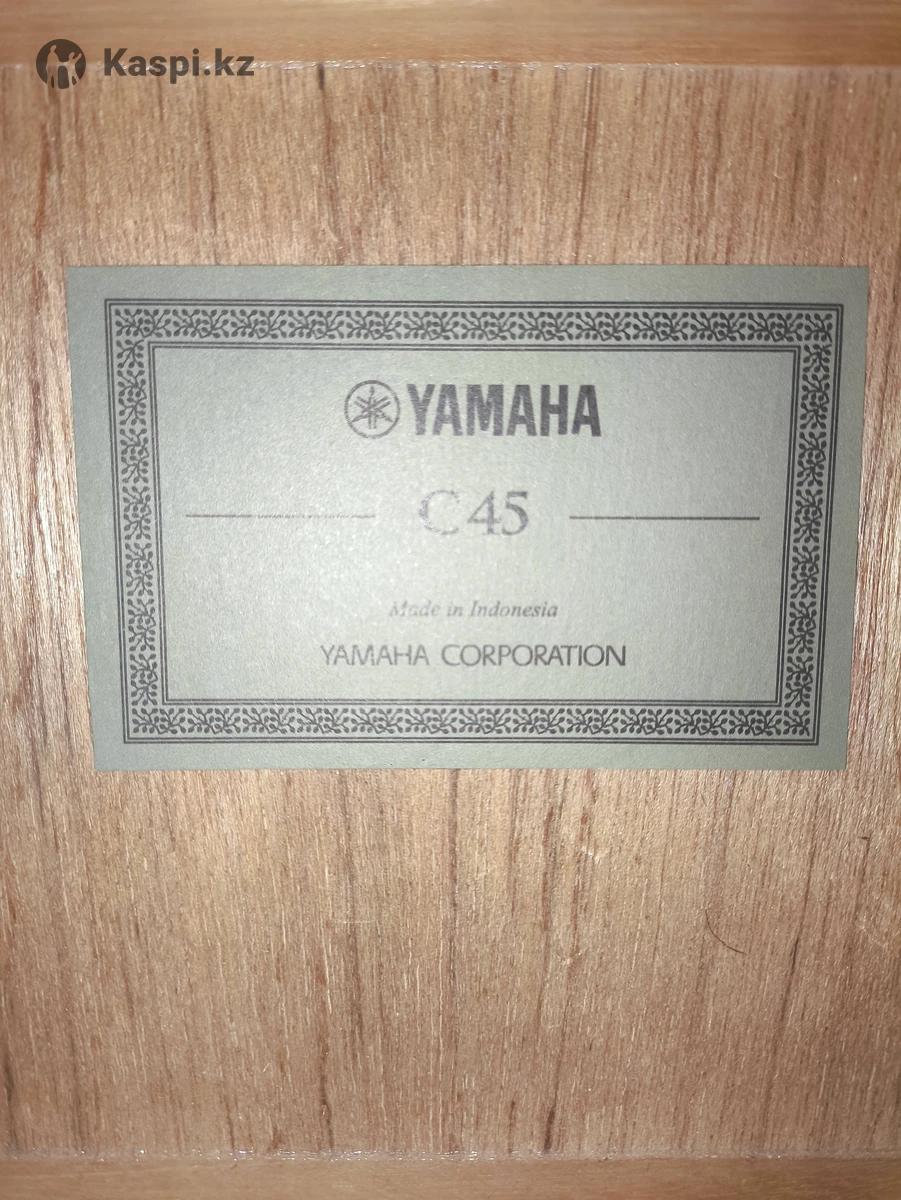 Kaspi.kz
YAMAHA
C45
Made in Indonesia
YAMAHA CORPORATION